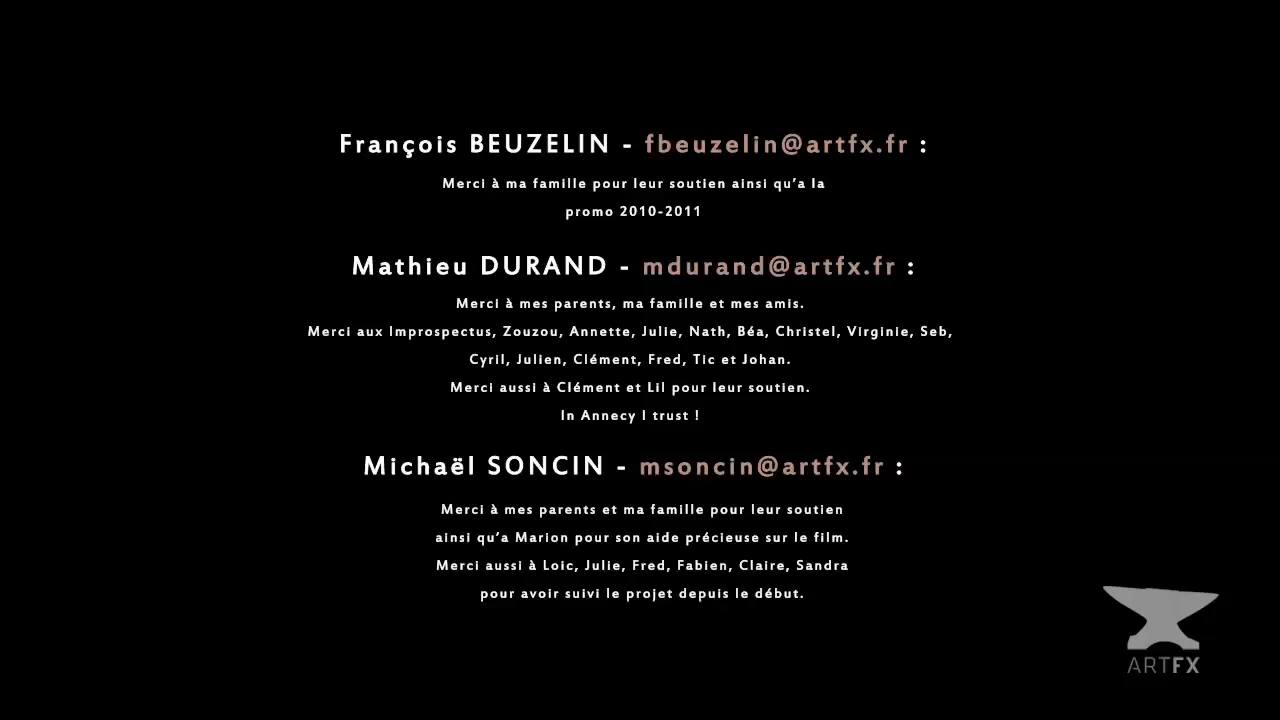 François BEUZELIN - fbeuzelin@artfx.fr :
Merci à ma famille pour leur soutien ainsi qu’a la
promo 2010-2011
Mathieu DURAND - mdurand@artfx.fr :
Merci à mes parents, ma famille et mes amis.
Merci aux Improspectus, Zouzou, Annette, Julie, Nath, Béa, Christel, Virginie, Seb,
Cyril, Julien, Clément, Fred, Tic et Johan.
Merci aussi à Clément et Lil pour leur soutien.
In Annecy I trust !
Michaël SONCIN - msoncin@artfx.fr :
Merci à mes parents et ma famille pour leur soutien
ainsi qu’a Marion pour son aide précieuse sur le film.
Merci aussi à Loic, Julie, Fred, Fabien, Claire, Sandra
pour avoir suivi le projet depuis le début.
ARTFX